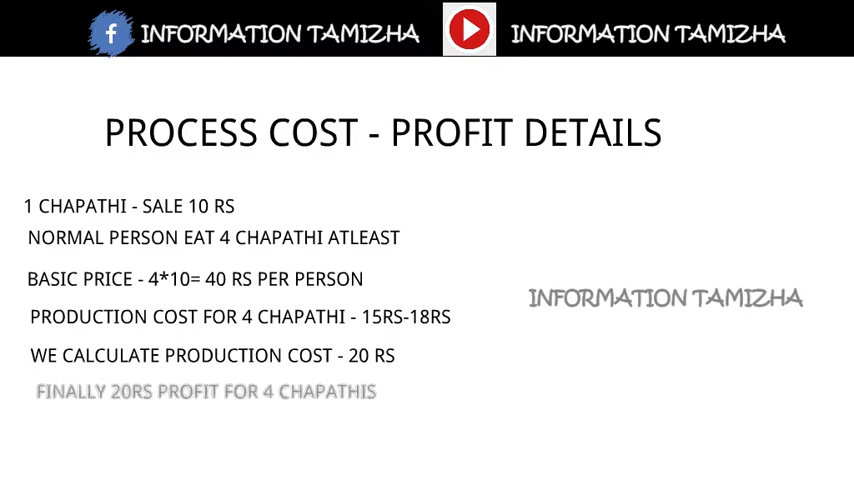 INFORMATION TAMIZHA INFORMATION TAMIZHA
PROCESS COST - PROFIT DETAILS
1 CHAPATHI - SALE 10 RS
NORMAL PERSON EAT 4 CHAPATHI ATLEAST
BASIC PRICE - 4*10= 40 RS PER PERSON
INFORMATION TAMIZHA
PRODUCTION COST FOR 4 CHAPATHI - 15RS-18RS
WE CALCULATE PRODUCTION COST - 20 RS
FINALLY 20RS PROFIT FOR 4 CHAPATHIS